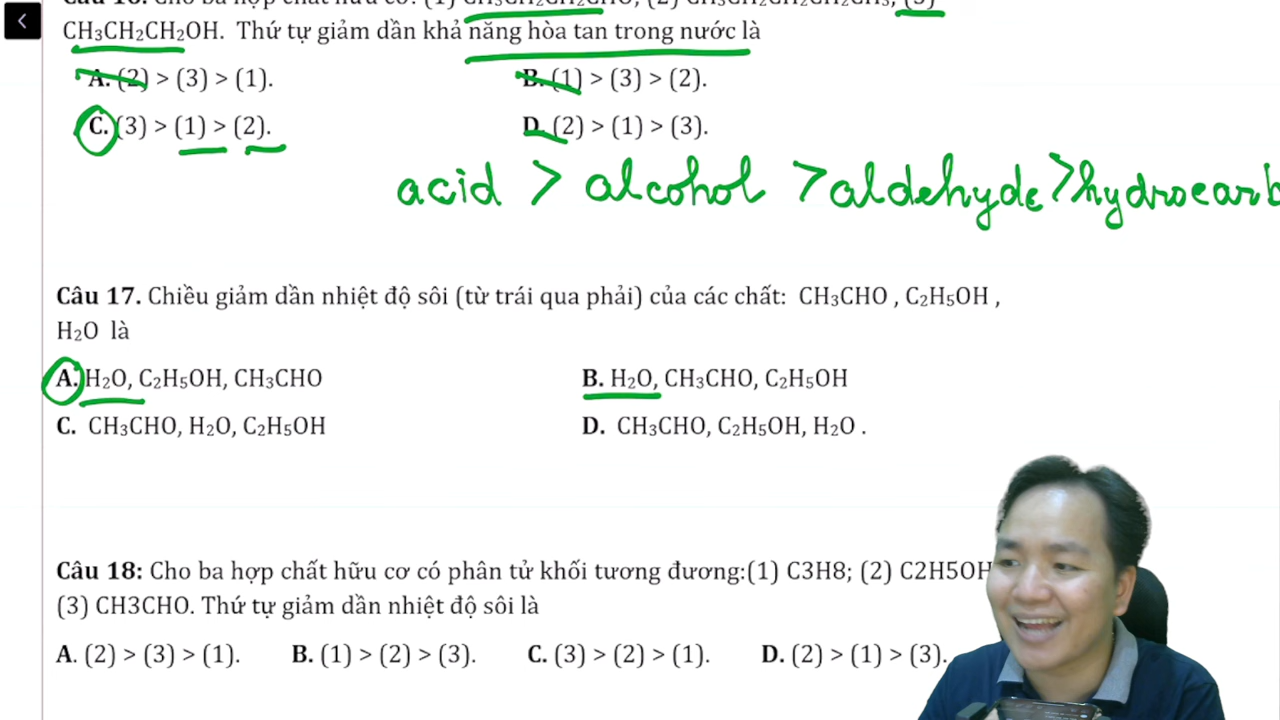 CH₃CH₂CH₂OH. Thứ tự giảm dần khả năng hòa tan trong nước là
A. (2) > (3) > (1). B. (1) > (3) > (2).
C. (3) > (1) > (2). D. (2) > (1) > (3).
acid > alcohol > aldehyde > hydrocarb
Câu 17. Chiều giảm dần nhiệt độ sôi (từ trái qua phải) của các chất: CH₃CHO , C₂H₅OH ,
H₂O là
A. H₂O, C₂H₅OH, CH₃CHO B. H₂O, CH₃CHO, C₂H₅OH
C. CH₃CHO, H₂O, C₂H₅OH D. CH₃CHO, C₂H₅OH, H₂O .
Câu 18: Cho ba hợp chất hữu cơ có phân tử khối tương đương:(1) C3H8; (2) C2H5OH
(3) CH3CHO. Thứ tự giảm dần nhiệt độ sôi là
A. (2) > (3) > (1). B. (1) > (2) > (3). C. (3) > (2) > (1). D. (2) > (1) > (3).